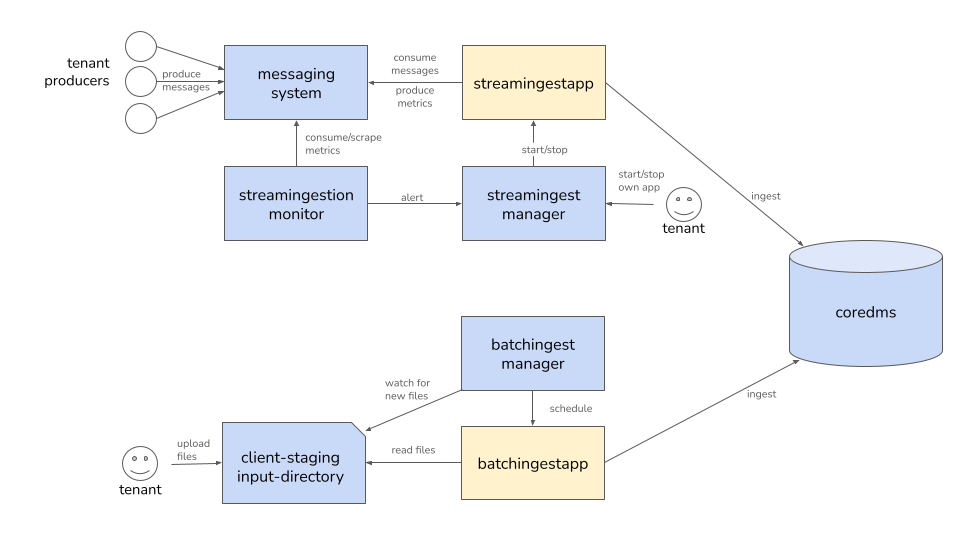 tenant
producers
produce
messages
messaging
system
consume
messages
produce
metrics
streamingestapp
consume/scrape
metrics
start/stop
streamingestion
monitor
alert
streamingest
manager
start/stop
own app
tenant
ingest
coredms
batchingest
manager
watch for
new files
schedule
ingest
upload
files
tenant
client-staging
input-directory
read files
batchingestapp